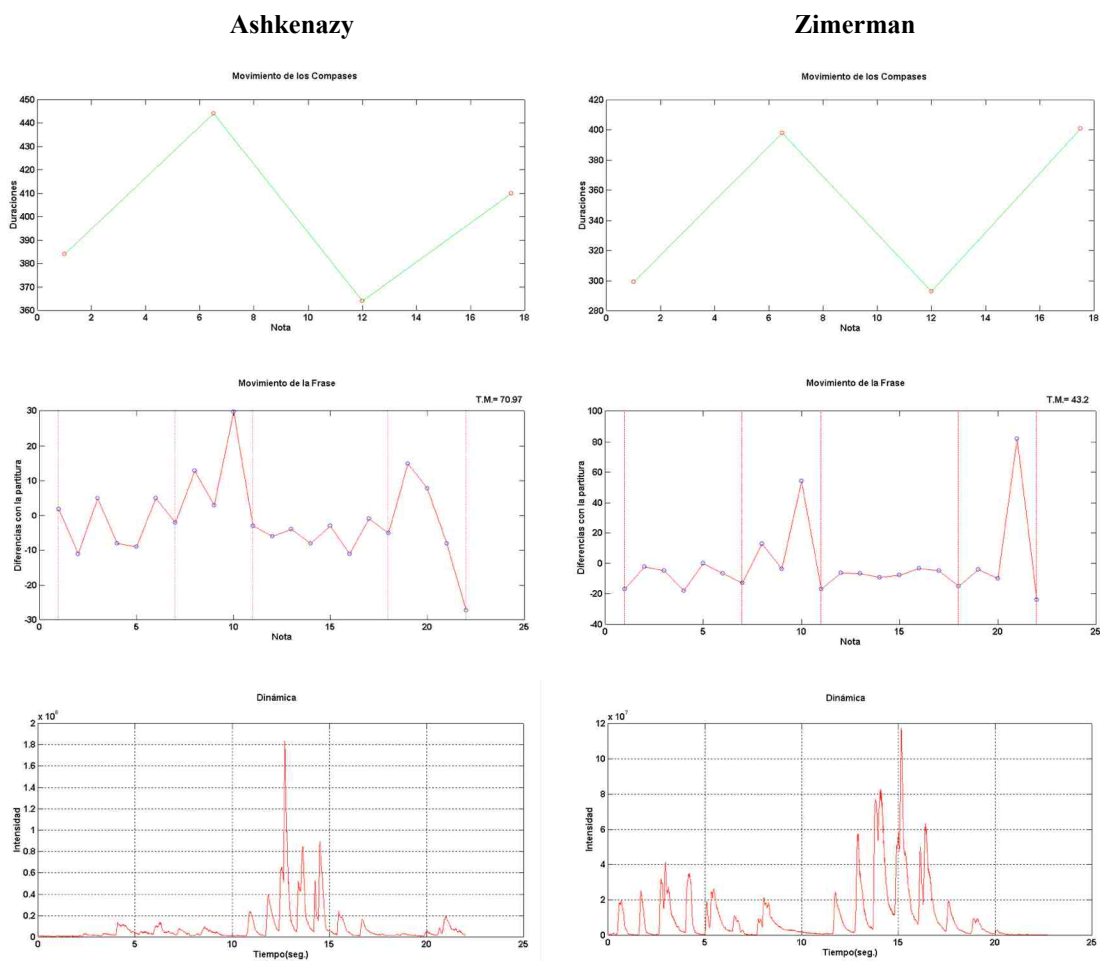 Ashkenazy Zimerman
Movimiento de los Compases
450
440
430
420
410
400
390
380
370
360
Duraciones
0 2 4 6 8 10 12 14 16 18
Nota
Movimiento de los Compases
420
400
380
360
340
320
300
280
Duraciones
0 2 4 6 8 10 12 14 16 18
Nota
Movimiento de la Frase
T.M.= 70.97
30
20
10
0
-10
-20
-30
Diferencias con la partitura
0 5 10 15 20 25
Nota
Movimiento de la Frase
T.M.= 43.2
100
80
60
40
20
0
-20
-40
Diferencias con la partitura
0 5 10 15 20 25
Nota
Dinámica
x 10⁸
2
1.8
1.6
1.4
1.2
1
0.8
0.6
0.4
0.2
0
Intensidad
0 5 10 15 20 25
Tiempo(seg.)
Dinámica
x 10⁷
12
10
8
6
4
2
0
Intensidad
0 5 10 15 20 25
Tiempo(seg.)